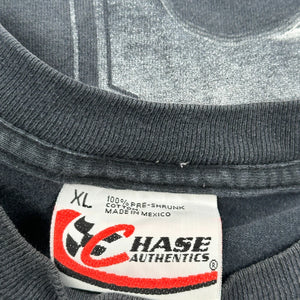 XL
100% PRE-SHRUNK
COTTON
MADE IN MEXICO
CHASE
AUTHENTICS
®